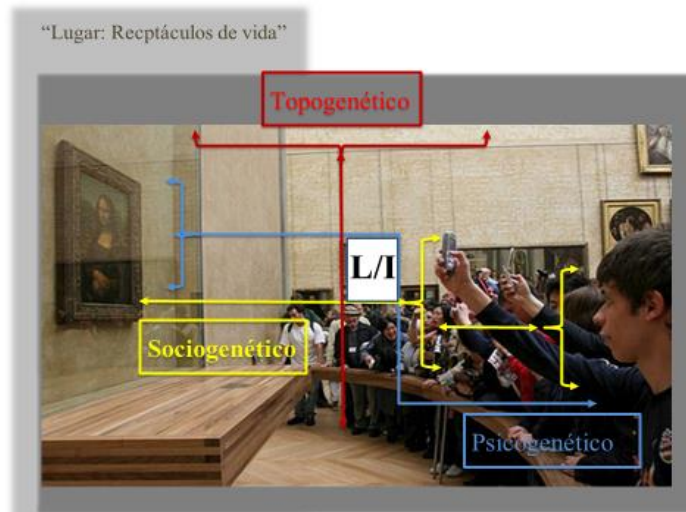 “Lugar: Recptáculos de vida”
Topogenético
L/I
Sociogenético
Psicogenético